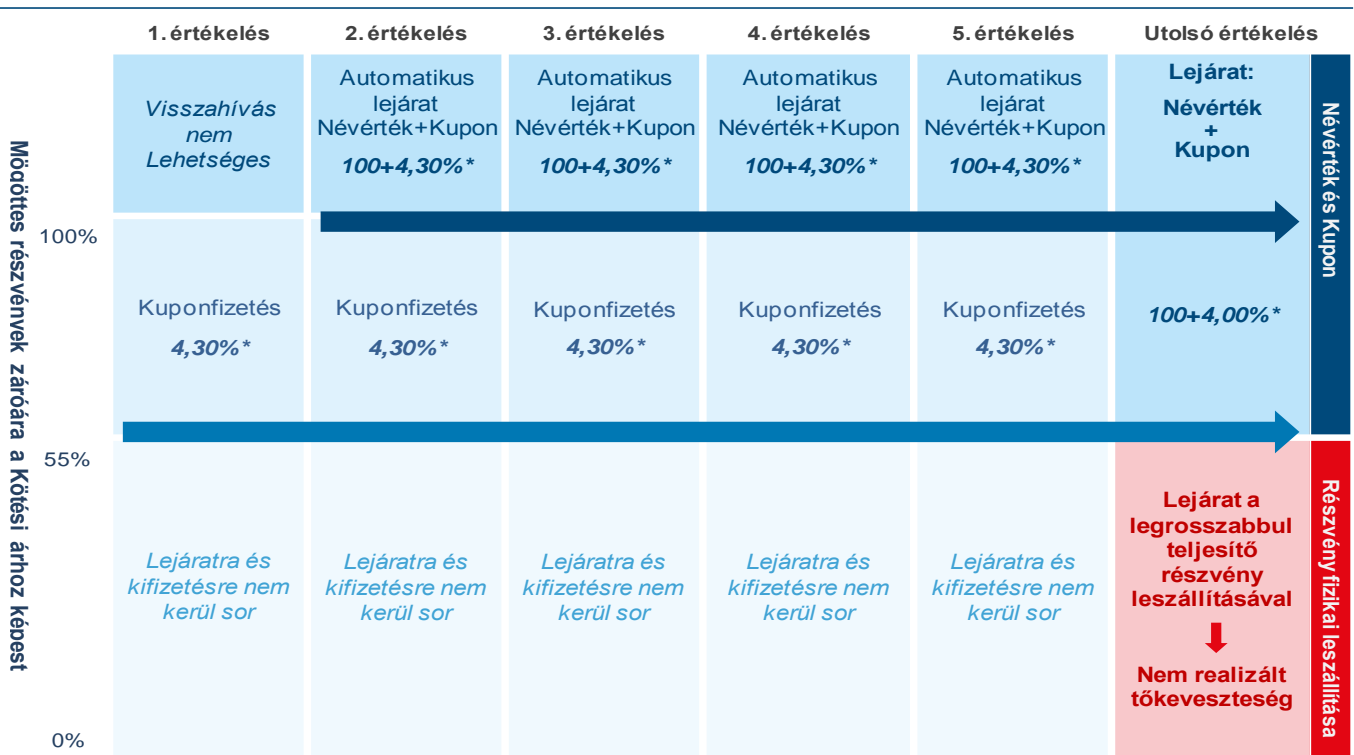 1. értékelés
2. értékelés
3. értékelés
4. értékelés
5. értékelés
Utolsó értékelés
Mögöttes részvények záróára a Kötési árhoz képest
100%
55%
0%
Visszahívás
nem
Lehetséges
Automatikus
lejárat
Névérték+Kupon
100+4,30%*
Automatikus
lejárat
Névérték+Kupon
100+4,30%*
Automatikus
lejárat
Névérték+Kupon
100+4,30%*
Automatikus
lejárat
Névérték+Kupon
100+4,30%*
Lejárat:
Névérték
+
Kupon
Kuponfizetés
4,30%*
Kuponfizetés
4,30%*
Kuponfizetés
4,30%*
Kuponfizetés
4,30%*
Kuponfizetés
4,30%*
100+4,00%*
Névérték és Kupon
Lejáratra és
kifizetésre nem
kerül sor
Lejáratra és
kifizetésre nem
kerül sor
Lejáratra és
kifizetésre nem
kerül sor
Lejáratra és
kifizetésre nem
kerül sor
Lejáratra és
kifizetésre nem
kerül sor
Lejárat a
legrosszabbul
teljesítő
részvény
leszállításával
Nem realizált
tőkeveszteség
Részvény fizikai leszállítása